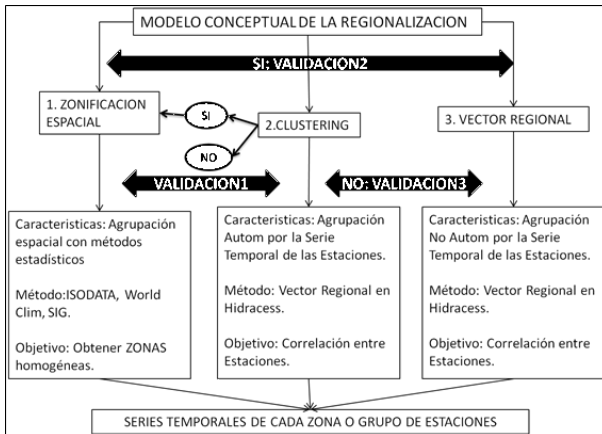 MODELO CONCEPTUAL DE LA REGIONALIZACION
SI: VALIDACION2
1. ZONIFICACION
ESPACIAL
SI
NO
2.CLUSTERING
3. VECTOR REGIONAL
VALIDACION1
NO: VALIDACION3
Caracteristicas: Agrupación
espacial con métodos
estadísticos
Método:ISODATA, World
Clim, SIG.
Objetivo: Obtener ZONAS
homogéneas.
Caracteristicas: Agrupación
Autom por la Serie
Temporal de las Estaciones.
Método: Vector Regional en
Hidracess.
Objetivo: Correlación entre
Estaciones.
Caracteristicas: Agrupación
No Autom por la Serie
Temporal de las Estaciones.
Método: Vector Regional en
Hidracess.
Objetivo: Correlación entre
Estaciones.
SERIES TEMPORALES DE CADA ZONA O GRUPO DE ESTACIONES